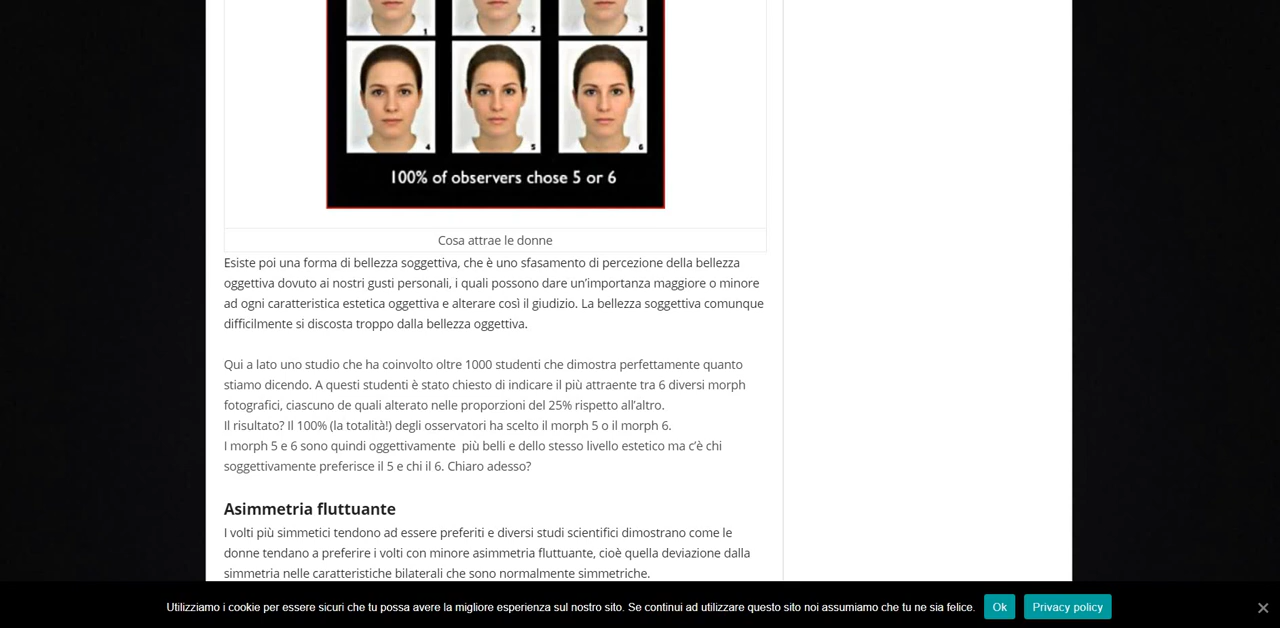 1 2 3
4 5 6
100% of observers chose 5 or 6
Cosa attrae le donne
Esiste poi una forma di bellezza soggettiva, che è uno sfasamento di percezione della bellezza
oggettiva dovuto ai nostri gusti personali, i quali possono dare un’importanza maggiore o minore
ad ogni caratteristica estetica oggettiva e alterare così il giudizio. La bellezza soggettiva comunque
difficilmente si discosta troppo dalla bellezza oggettiva.
Qui a lato uno studio che ha coinvolto oltre 1000 studenti che dimostra perfettamente quanto
stiamo dicendo. A questi studenti è stato chiesto di indicare il più attraente tra 6 diversi morph
fotografici, ciascuno de quali alterato nelle proporzioni del 25% rispetto all’altro.
Il risultato? Il 100% (la totalità!) degli osservatori ha scelto il morph 5 o il morph 6.
I morph 5 e 6 sono quindi oggettivamente  più belli e dello stesso livello estetico ma c’è chi
soggettivamente preferisce il 5 e chi il 6. Chiaro adesso?
Asimmetria fluttuante
I volti più simmetici tendono ad essere preferiti e diversi studi scientifici dimostrano come le
donne tendano a preferire i volti con minore asimmetria fluttuante, cioè quella deviazione dalla
simmetria nelle caratteristiche bilaterali che sono normalmente simmetriche.
Utilizziamo i cookie per essere sicuri che tu possa avere la migliore esperienza sul nostro sito. Se continui ad utilizzare questo sito noi assumiamo che tu ne sia felice. Ok Privacy policy